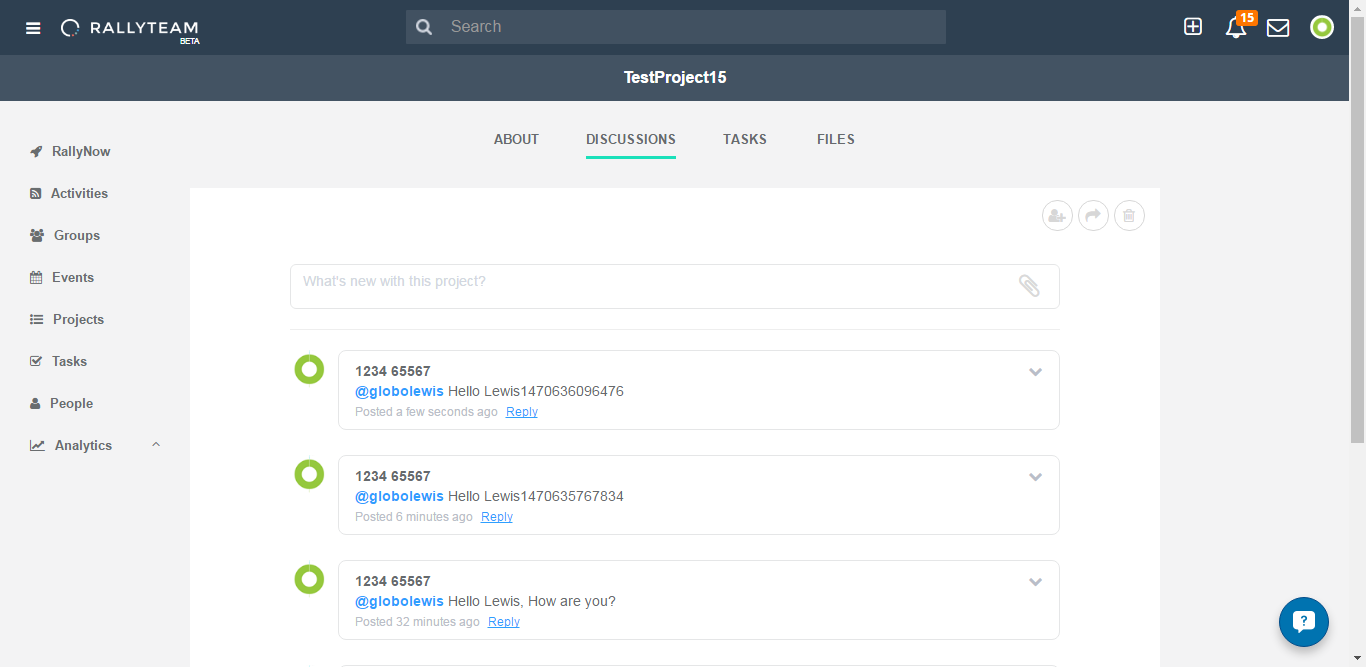 RALLYTEAM
BETA
Search
15
TestProject15
ABOUT DISCUSSIONS TASKS FILES
RallyNow
Activities
Groups
Events
Projects
Tasks
People
Analytics
What's new with this project?
1234 65567
@globolewis Hello Lewis1470636096476
Posted a few seconds ago Reply
1234 65567
@globolewis Hello Lewis1470635767834
Posted 6 minutes ago Reply
1234 65567
@globolewis Hello Lewis, How are you?
Posted 32 minutes ago Reply
?